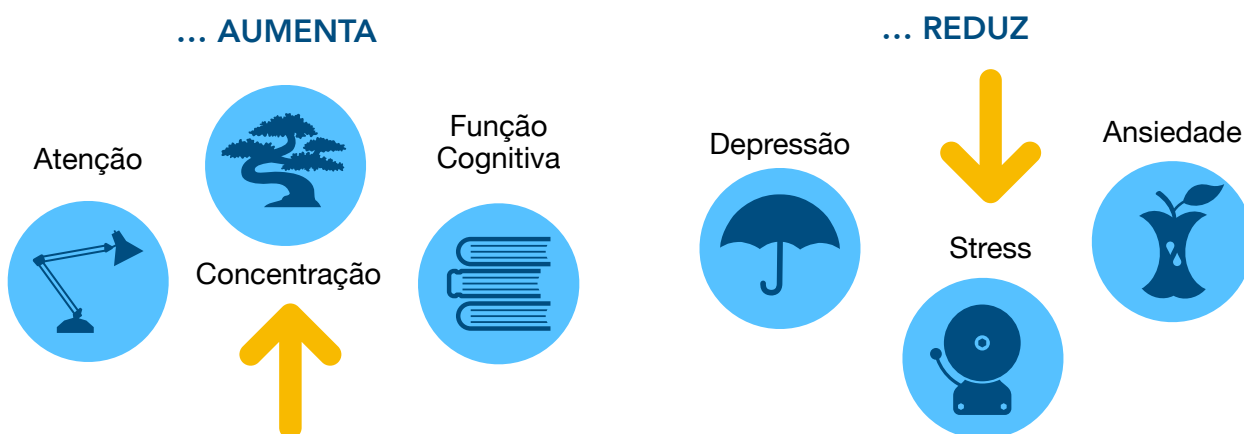 ... AUMENTA
Atenção
Concentração
Função
Cognitiva
... REDUZ
Depressão
Stress
Ansiedade